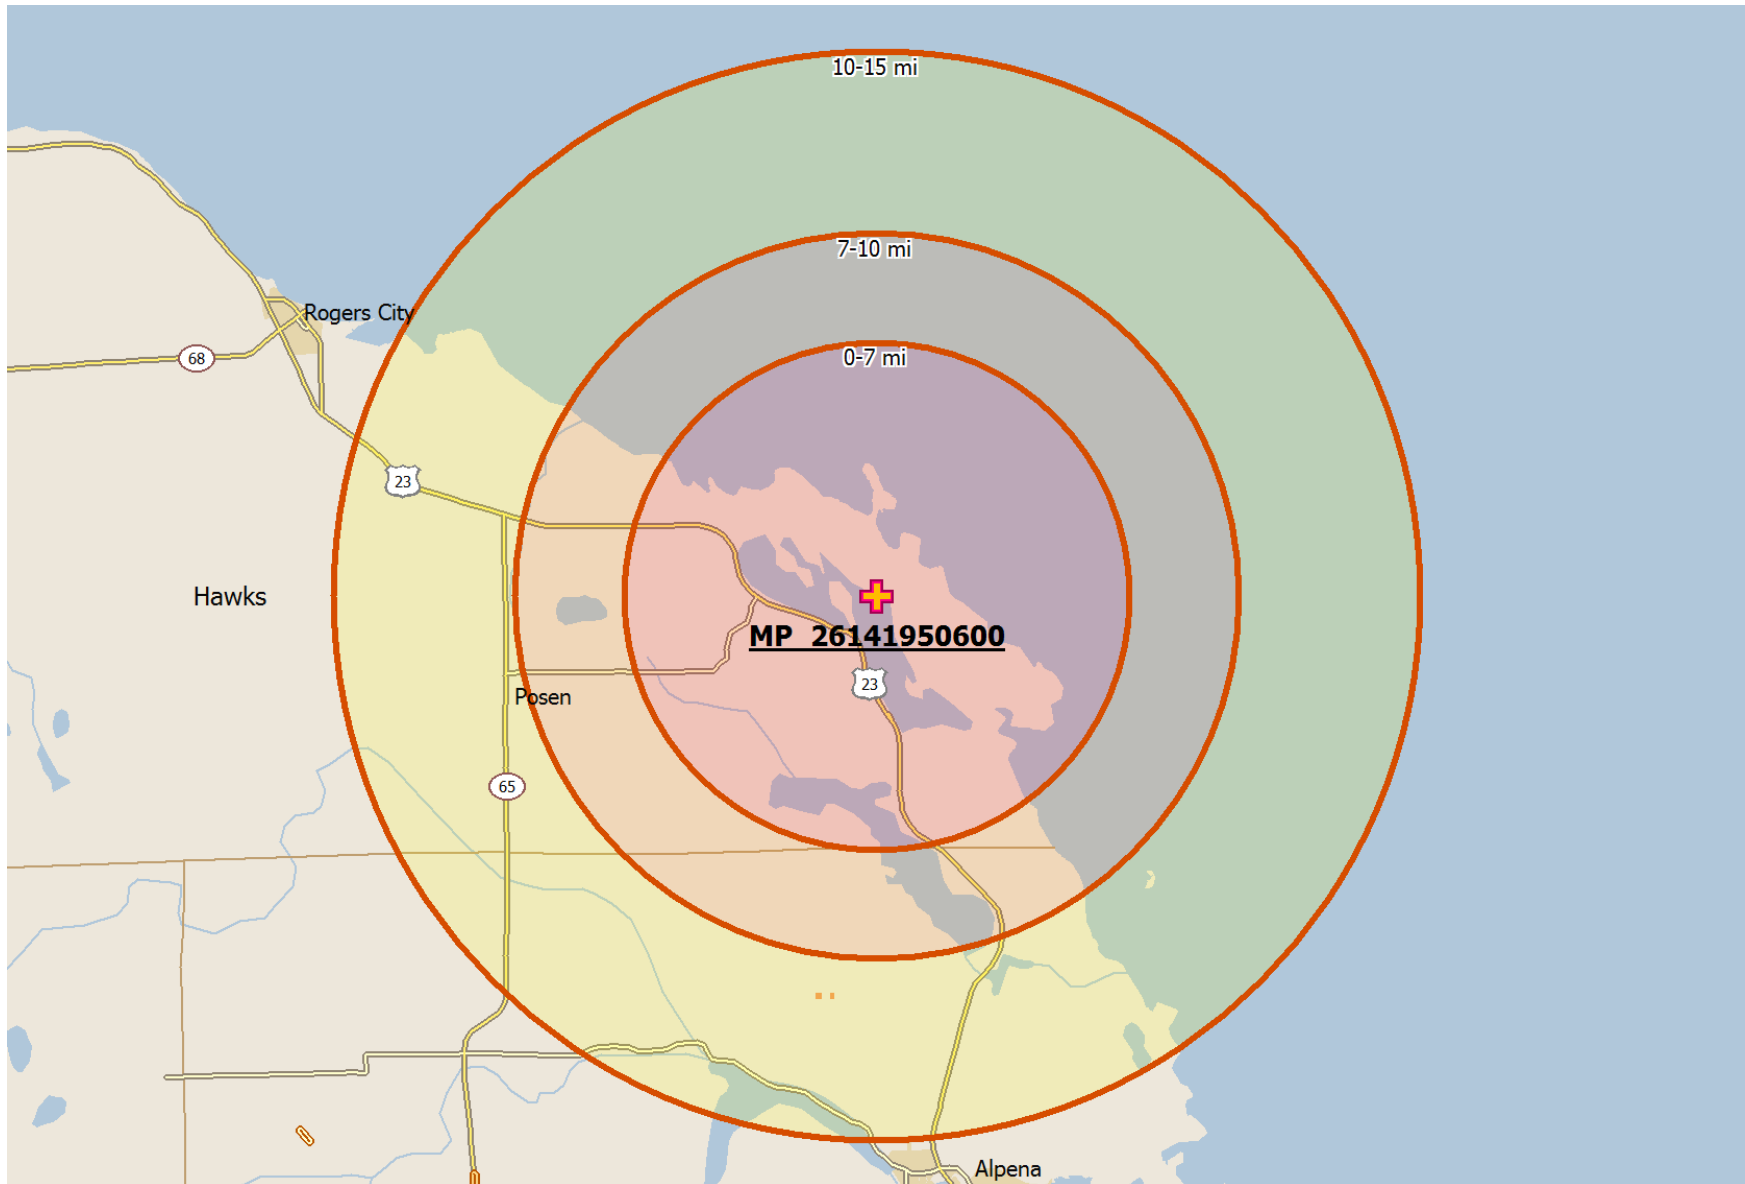 10-15 mi
7-10 mi
Rogers City
0-7 mi
68
23
Hawks
MP 26141950600
23
Posen
65
Alpena